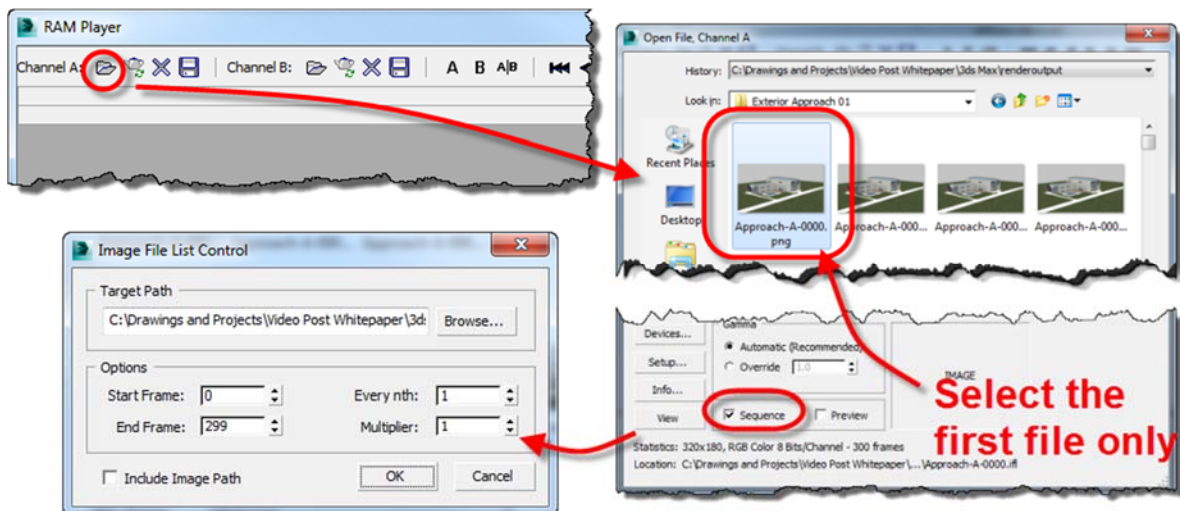 RAM Player
Channel A: Channel B: A B A|B
Open File, Channel A
History: C:\Drawings and Projects\Video Post Whitepaper\3ds Max\renderoutput
Look in: Exterior Approach 01
Recent Places
Desktop
Approach-A-0000.png
Approach-A-000...
Approach-A-000...
Approach-A-000...
Image File List Control
Target Path
C:\Drawings and Projects\Video Post Whitepaper\3d: Browse...
Options
Start Frame: 0 Every nth: 1
End Frame: 299 Multiplier: 1
Include Image Path OK Cancel
Devices...
Setup...
Info...
View
Gamma
Automatic (Recommended)
Override 1.0
Sequence Preview
IMAGE
Statistics: 320x180, RGB Color 8 Bits/Channel - 300 frames
Location: C:\Drawings and Projects\Video Post Whitepaper\...\Approach-A-0000.ifl
Select the
first file only